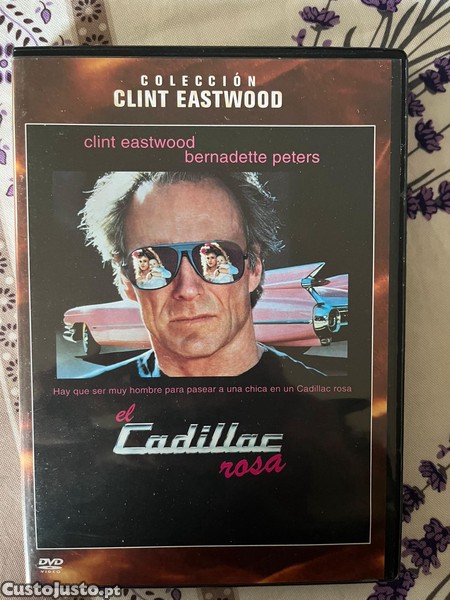 COLECCIÓN
CLINT EASTWOOD
clint eastwood
bernadette peters
Hay que ser muy hombre para pasear a una chica en un Cadillac rosa
el
Cadillac
rosa
DVD
VIDEO
Custojusto.pt